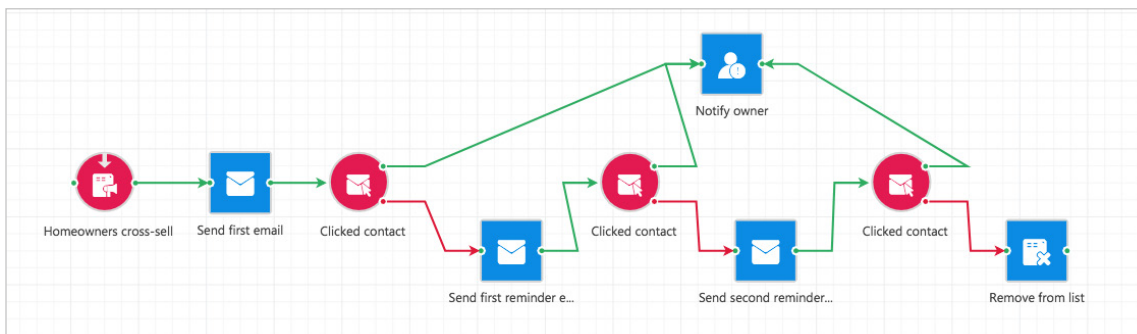 Notify owner
Homeowners cross-sell
Send first email
Clicked contact
Clicked contact
Clicked contact
Send first reminder e...
Send second reminder...
Remove from list